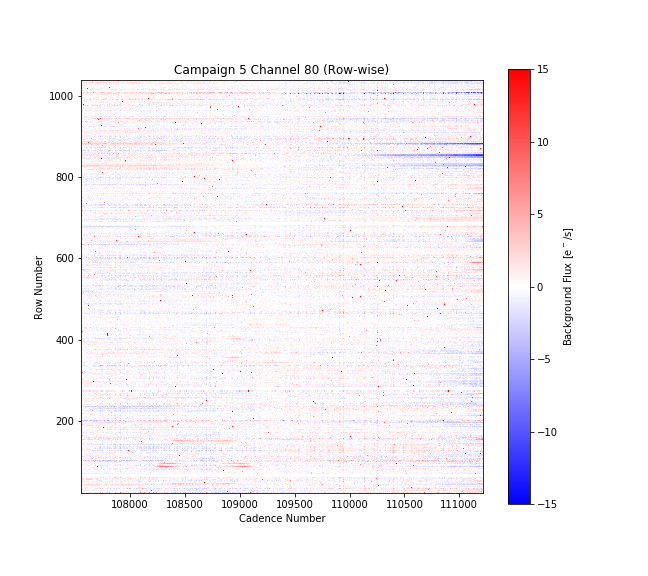 Campaign 5 Channel 80 (Row-wise)
1000
800
600
400
200
Row Number
108000 108500 109000 109500 110000 110500 111000
Cadence Number
15
10
5
0
−5
−10
−15
Background Flux [e⁻/s]